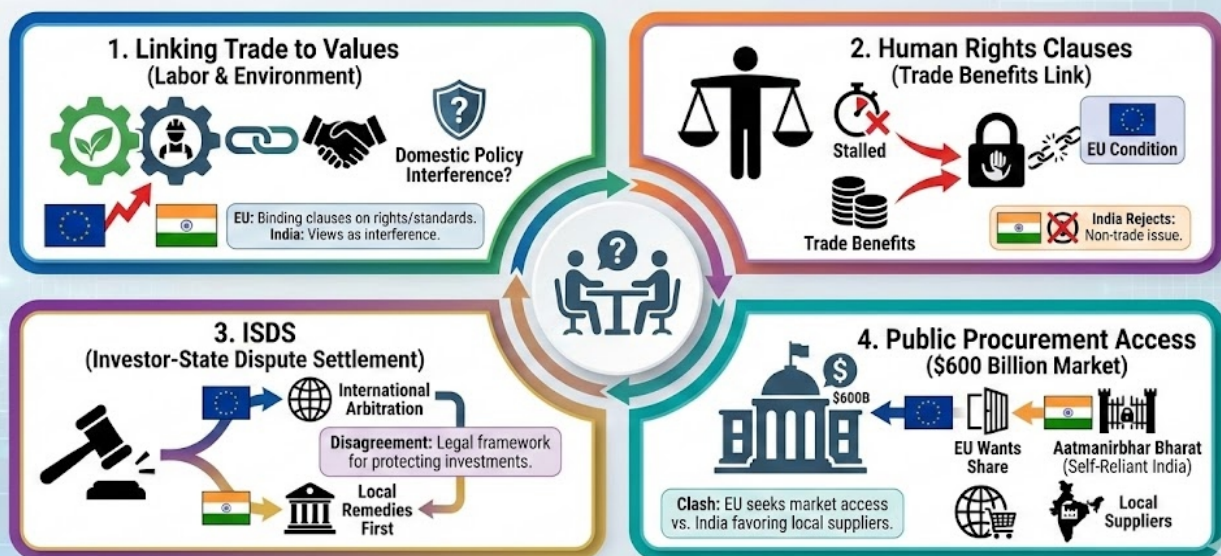 1. Linking Trade to Values
(Labor & Environment)
?
Domestic Policy
Interference?
EU: Binding clauses on rights/standards.
India: Views as interference.
2. Human Rights Clauses
(Trade Benefits Link)
Stalled
Trade Benefits
EU Condition
India Rejects:
Non-trade issue.
?
3. ISDS
(Investor-State Dispute Settlement)
International
Arbitration
Disagreement: Legal framework
for protecting investments.
Local
Remedies
First
4. Public Procurement Access
($600 Billion Market)
$
$600B
EU Wants
Share
Aatmanirbhar Bharat
(Self-Reliant India)
Clash: EU seeks market access
vs. India favoring local suppliers.
Local
Suppliers